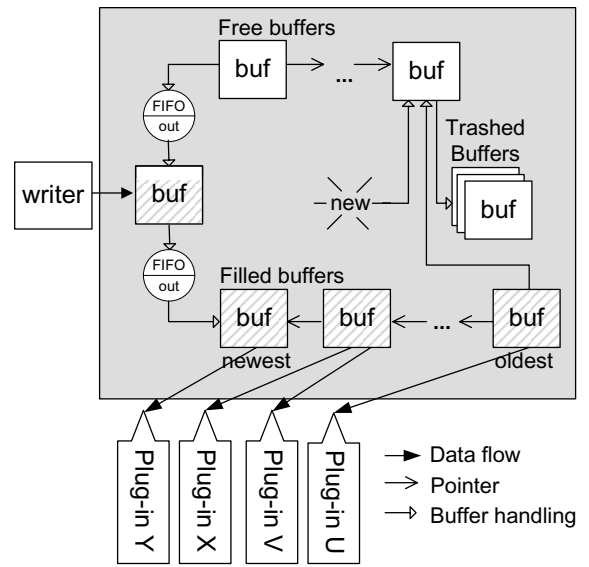 Free buffers
buf
...
buf
FIFO
out
Trashed
Buffers
writer
buf
new
buf
FIFO
out
Filled buffers
buf
buf
...
buf
newest
oldest
Plug-in Y
Plug-in X
Plug-in V
Plug-in U
Data flow
Pointer
Buffer handling